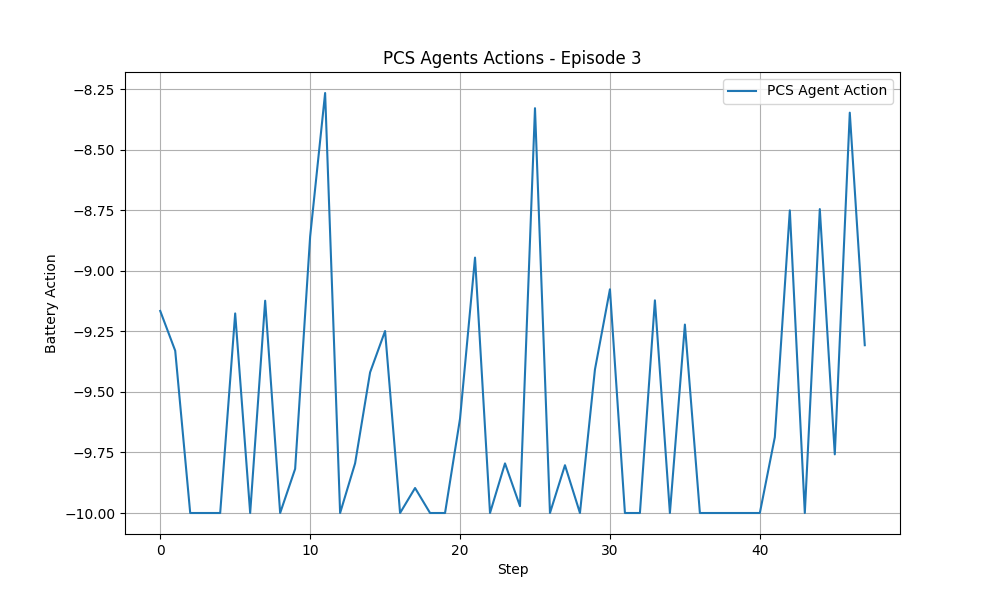 PCS Agents Actions - Episode 3
PCS Agent Action
Battery Action
−8.25
−8.50
−8.75
−9.00
−9.25
−9.50
−9.75
−10.00
0 10 20 30 40
Step